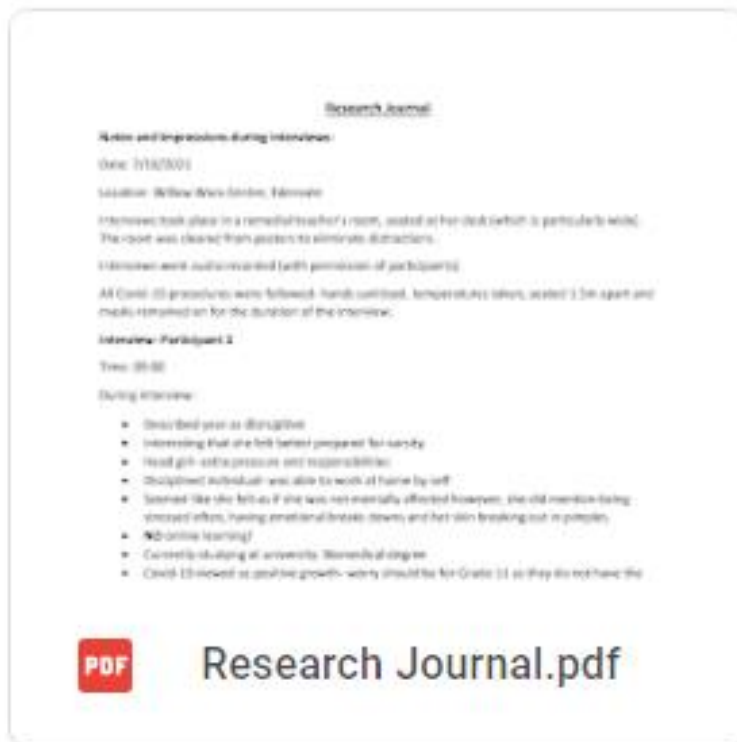 Research Journal
Notes and Impressions during Interviews
Date:
Location:
Interviews took place in a remedial teacher's room, seated at her desk (which is particularly wide).
The room was cleared from posters to eliminate distractions.
Interviews were audio recorded (with permission of participants)
All Covid-19 procedures were followed- hands sanitised, temperatures taken, seated 1.5m apart and
masks remained on for the duration of the interview.
Interview- Participant
Time:
During Interview:
Described year as disruptive
Interesting that she felt better prepared for varsity
Head girl- extra pressure and responsibilities
Disciplined individual- was able to work at home by self
Seemed like she felt as if she was not mentally affected however, she did mention being
stressed often, having emotional breaks downs and her skin breaking out in pimples
NO online learning!
Currently studying at university: Biomedical degree
Covid-19 viewed as positive growth- worry should be for Grade 11 as they do not have the
PDF Research Journal.pdf